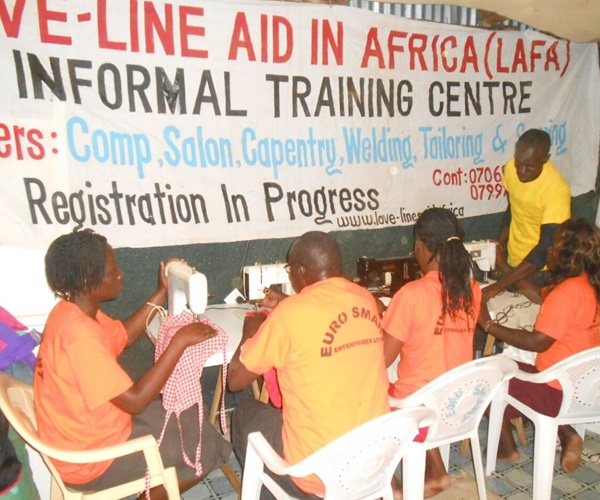 VE-LINE AID IN AFRICA (LAFA)
INFORMAL TRAINING CENTRE
ers: Comp, Salon, Capentry, Welding, Tailoring &
Cont: 0706
0799
Registration In Progress
EURO SMA
ENTERPRISES